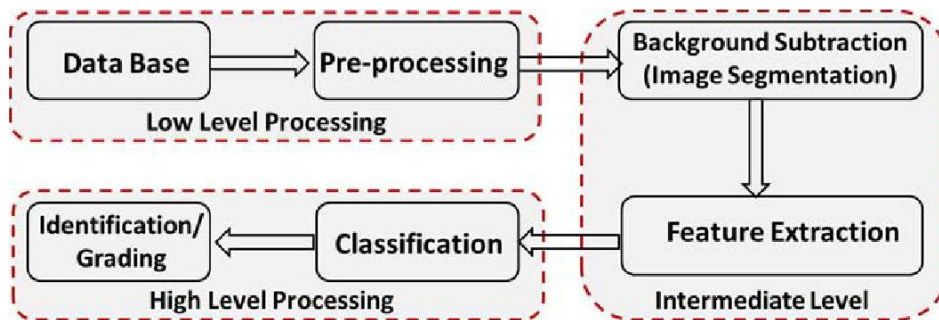 Data Base
Pre-processing
Background Subtraction
(Image Segmentation)
Low Level Processing
Identification/
Grading
Classification
Feature Extraction
High Level Processing
Intermediate Level